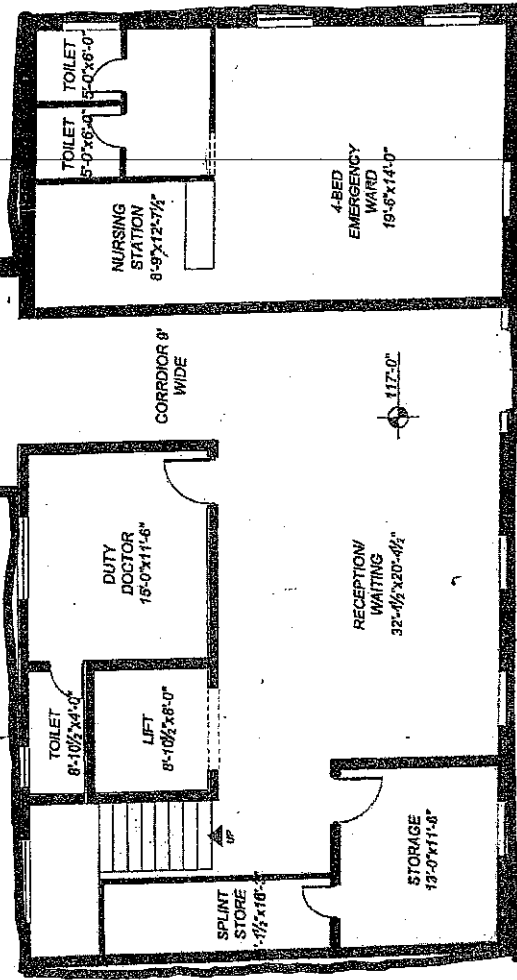 TOILET
5'-0"x6'-0"
TOILET
5'-0"x6'-0"
NURSING
STATION
8'-9"x12'-7½"
4-BED
EMERGENCY
WARD
19'-6"x14'-0"
CORRDIOR 9'
WIDE
117'-0"
DUTY
DOCTOR
15'-0"x11'-6"
RECEPTION/
WAITING
32'-4½"x20'-4½"
TOILET
8'-10½"x4'-0"
LIFT
8'-10½"x8'-0"
UP
SPLINT
STORE
STORAGE
13'-0"x11'-6"